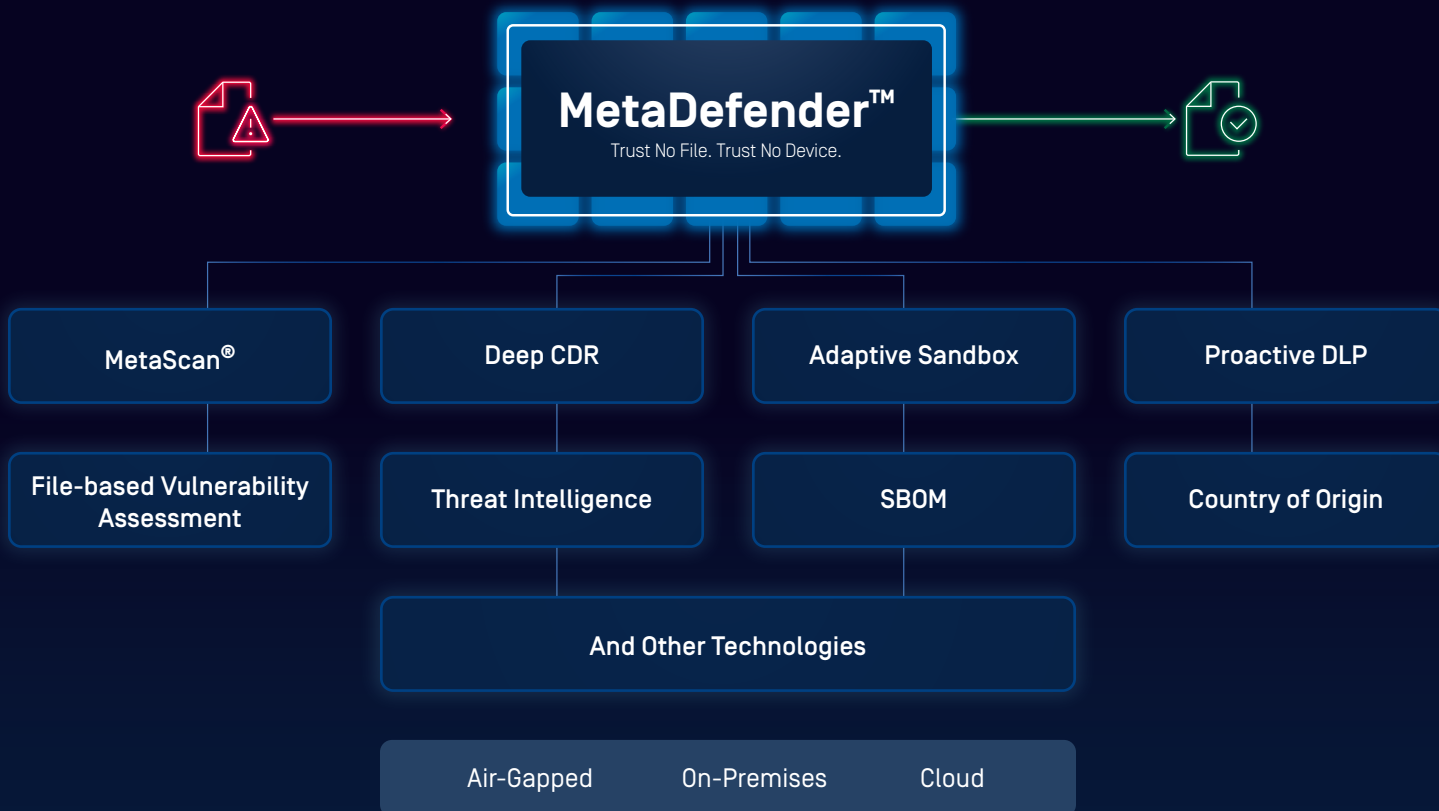 MetaDefender™
Trust No File. Trust No Device.
MetaScan®
Deep CDR
Adaptive Sandbox
Proactive DLP
File-based Vulnerability
Assessment
Threat Intelligence
SBOM
Country of Origin
And Other Technologies
Air-Gapped
On-Premises
Cloud